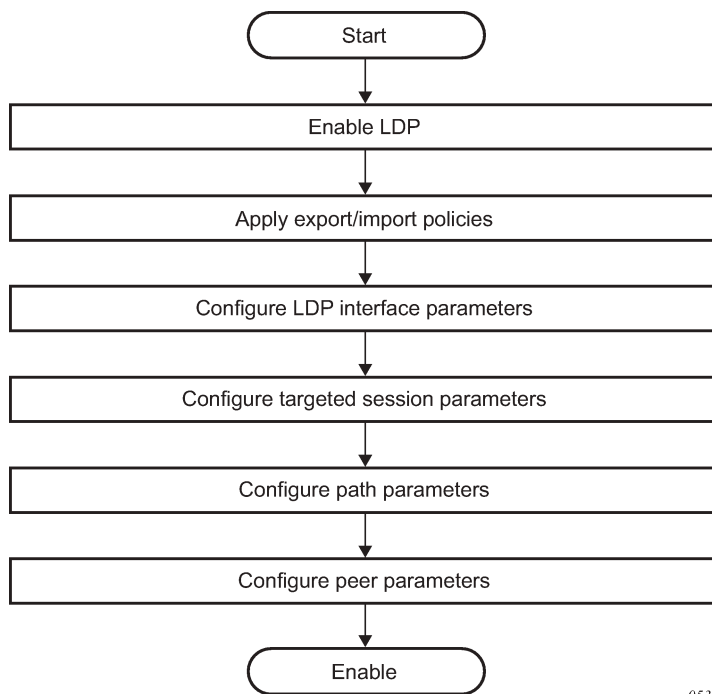 Start
Enable LDP
Apply export/import policies
Configure LDP interface parameters
Configure targeted session parameters
Configure path parameters
Configure peer parameters
Enable